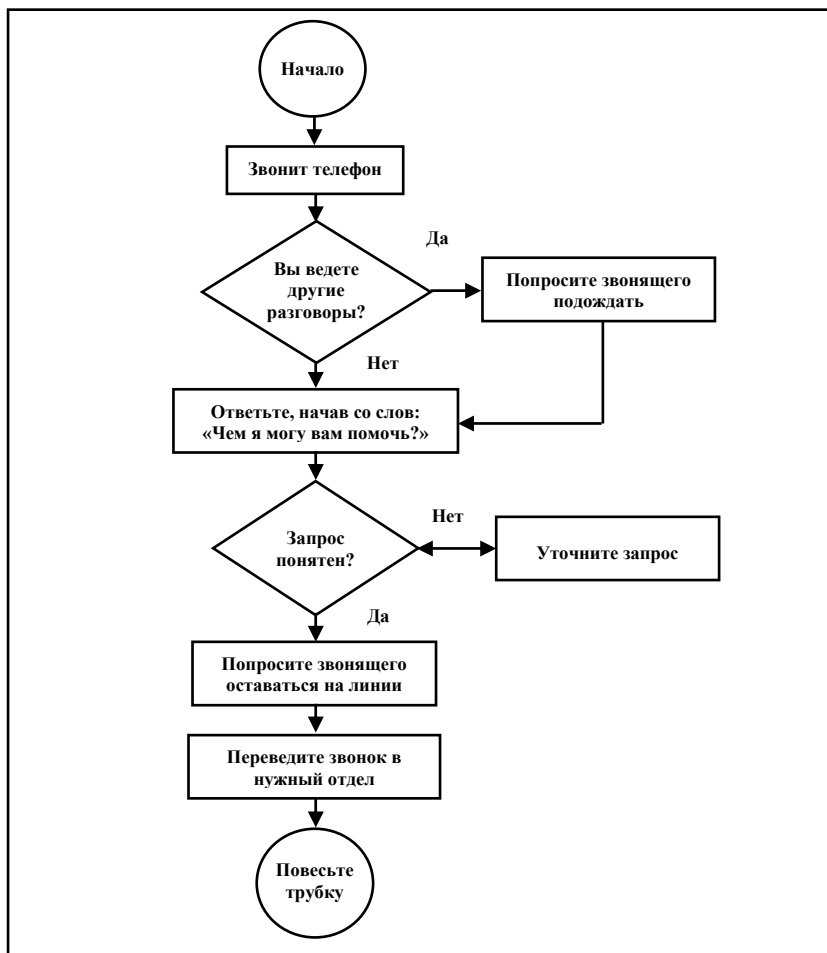 Начало
Звонит телефон
Да
Вы ведете
другие
разговоры?
Попросите звонящего
подождать
Нет
Ответьте, начав со слов:
«Чем я могу вам помочь?»
Нет
Запрос
понятен?
Уточните запрос
Да
Попросите звонящего
оставаться на линии
Переведите звонок в
нужный отдел
Повесьте
трубку